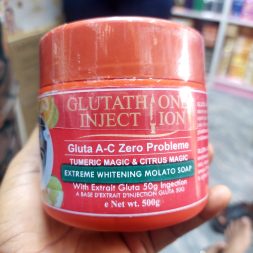 GLUTATHIONE
INJECTION
Gluta A-C Zero Probleme
TUMERIC MAGIC & CITRUS MAGIC
EXTREME WHITENING MOLATO SOAP
With Extrait Gluta 50g Ingection
A BASE D'EXTRAIT D'INJECTION GLUTA 50G
e Net wt. 500g